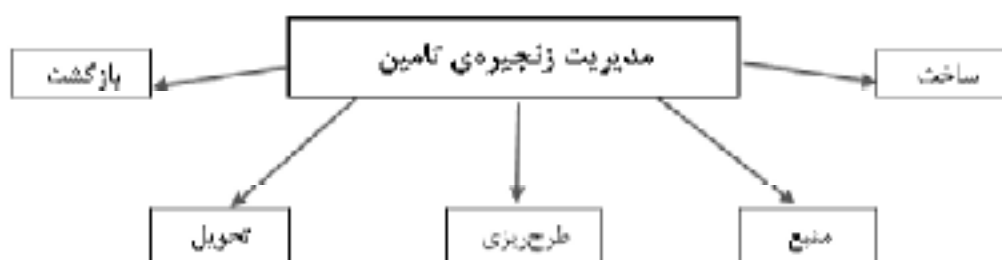 مدیریت زنجیره‌ی تامین
ساخت
بازگشت
منبع
طرح‌ریزی
تحویل